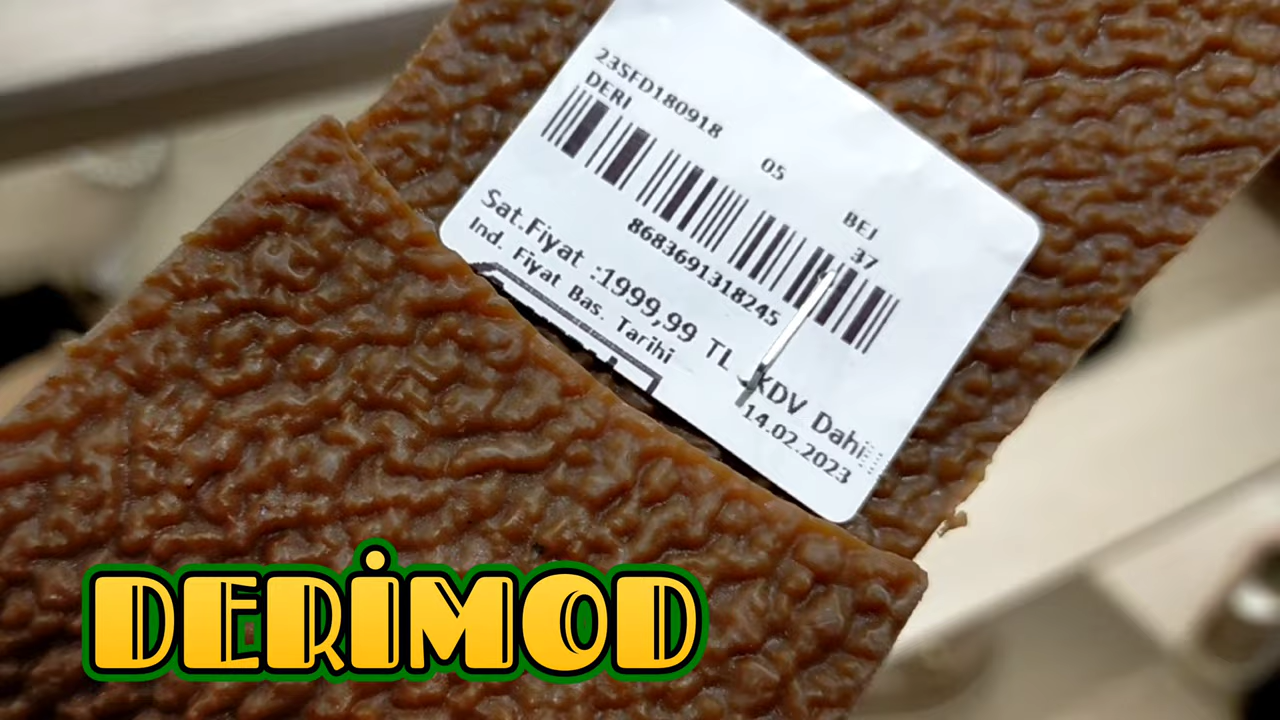 23SFD180918
DERI
05
BEJ
37
8683691318245
Sat.Fiyat :1999,99 TL KDV Dahil
Ind. Fiyat Bas. Tarihi 14.02.2023
DERİMOD